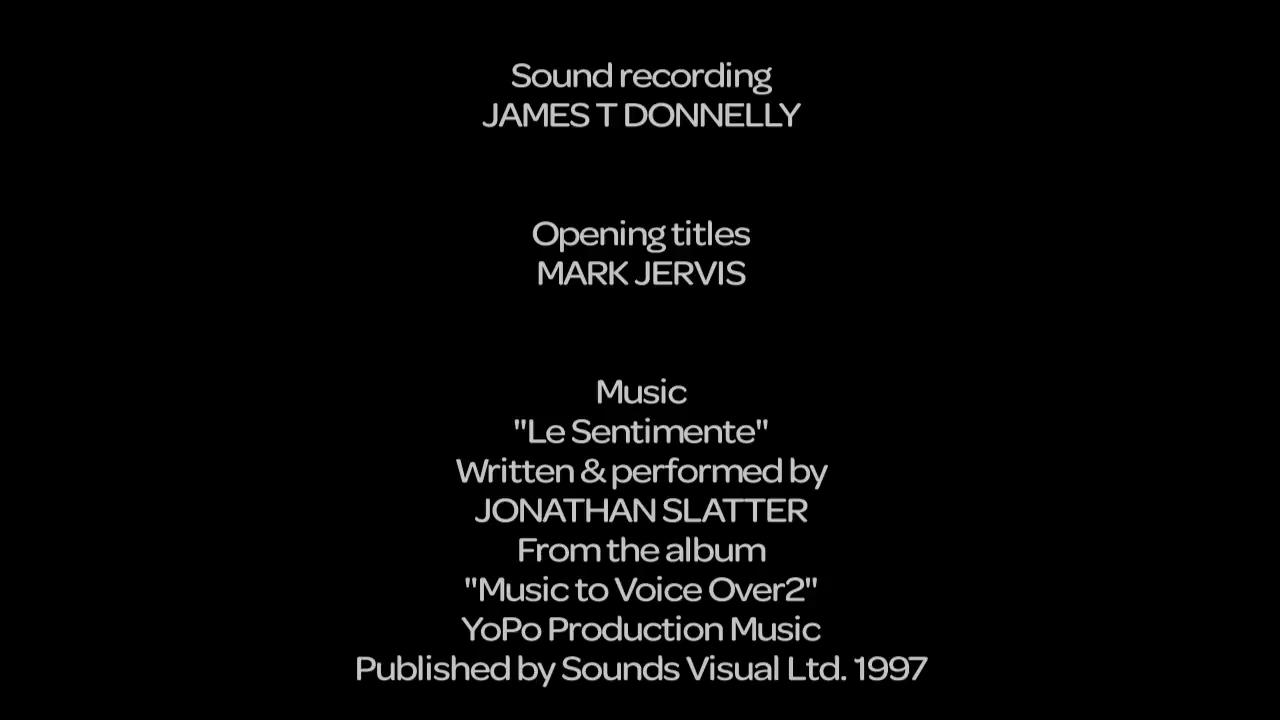 Sound recording
JAMES T DONNELLY
Opening titles
MARK JERVIS
Music
"Le Sentimente"
Written & performed by
JONATHAN SLATTER
From the album
"Music to Voice Over2"
YoPo Production Music
Published by Sounds Visual Ltd. 1997